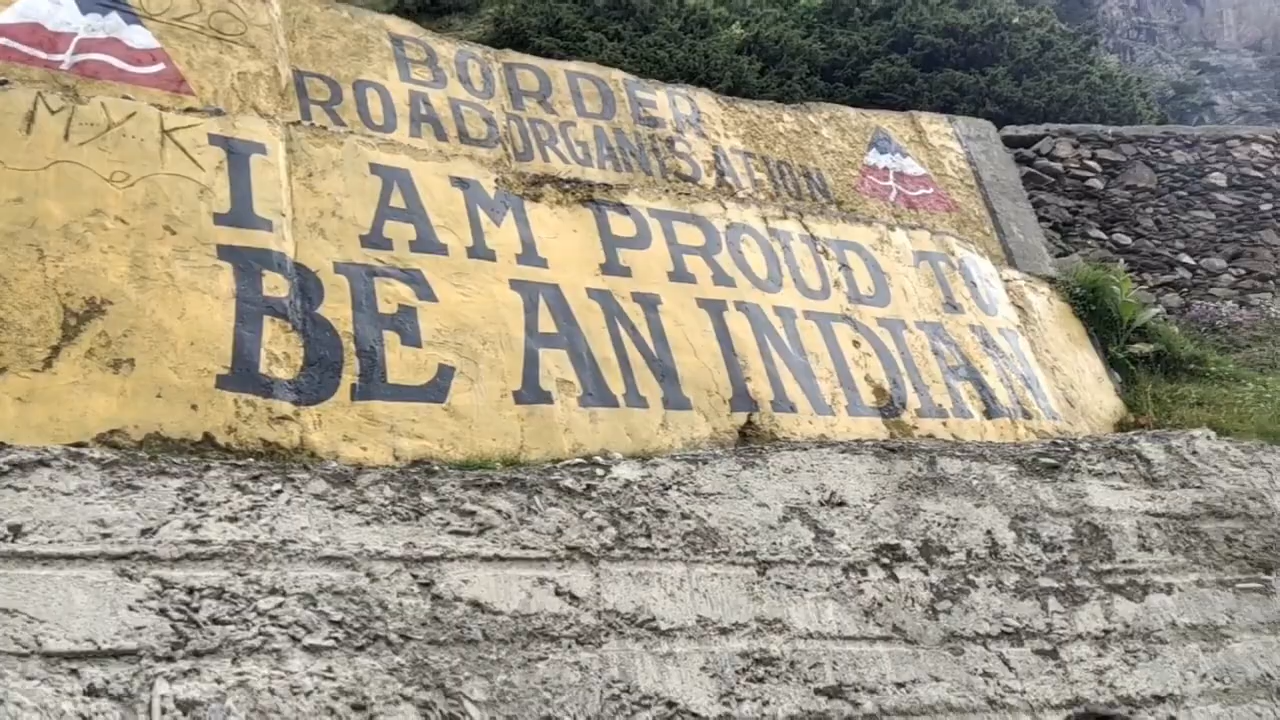 BORDER
ROAD ORGANISATION
I AM PROUD TO
BE AN INDIAN
M.Y.K